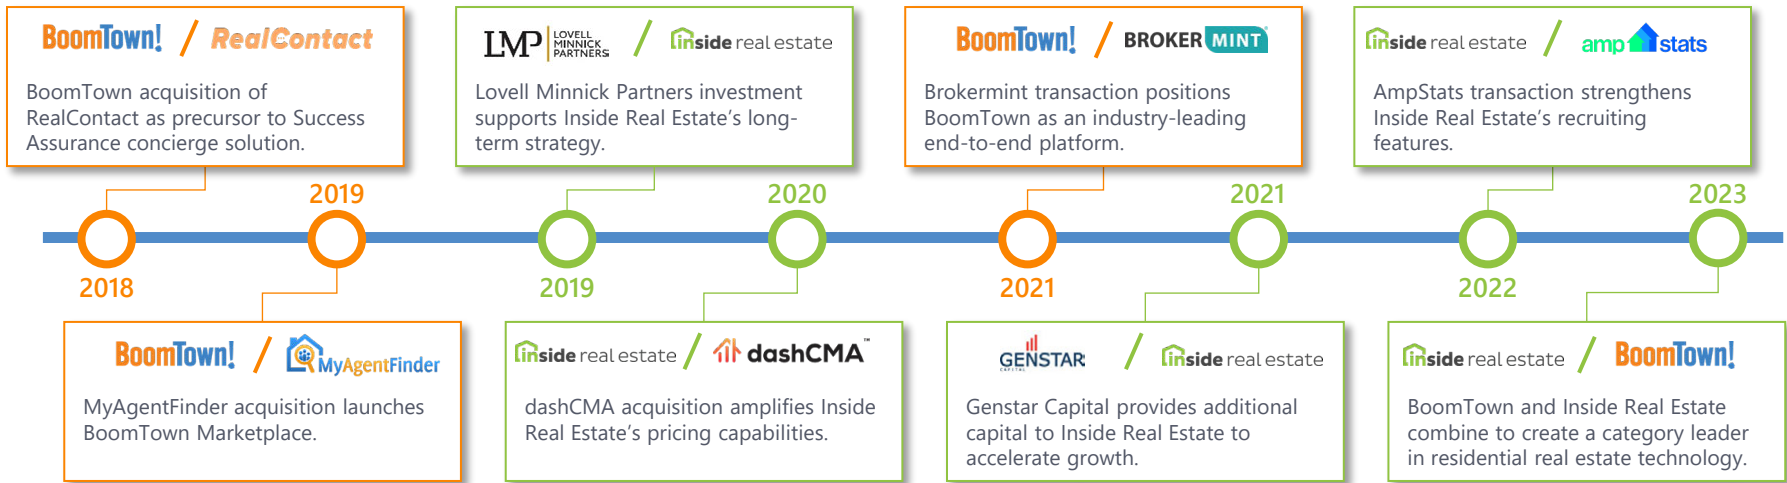 BoomTown! / RealContact
BoomTown acquisition of
RealContact as precursor to Success
Assurance concierge solution.
2018
2019
BoomTown! / MyAgentFinder
MyAgentFinder acquisition launches
BoomTown Marketplace.
LMP LOVELL
MINNICK
PARTNERS / inside real estate
Lovell Minnick Partners investment
supports Inside Real Estate’s long-
term strategy.
2019
2020
inside real estate / dashCMA™
dashCMA acquisition amplifies Inside
Real Estate’s pricing capabilities.
BoomTown! / BROKERMINT
Brokermint transaction positions
BoomTown as an industry-leading
end-to-end platform.
2021
2021
GENSTAR
CAPITAL / inside real estate
Genstar Capital provides additional
capital to Inside Real Estate to
accelerate growth.
inside real estate / amp stats
AmpStats transaction strengthens
Inside Real Estate’s recruiting
features.
2022
2023
inside real estate / BoomTown!
BoomTown and Inside Real Estate
combine to create a category leader
in residential real estate technology.